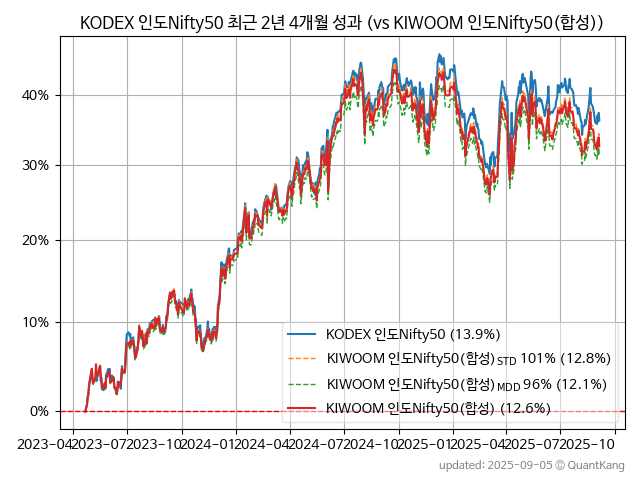 KODEX 인도Nifty50 최근 2년 4개월 성과 (vs KIWOOM 인도Nifty50(합성))
40%
30%
20%
10%
0%
KODEX 인도Nifty50 (13.9%)
KIWOOM 인도Nifty50(합성) STD 101% (12.8%)
KIWOOM 인도Nifty50(합성) MDD 96% (12.1%)
KIWOOM 인도Nifty50(합성) (12.6%)
2023-04 2023-07 2023-10 2024-01 2024-04 2024-07 2024-10 2025-01 2025-04 2025-07 2025-10
updated: 2025-09-05 © QuantKang